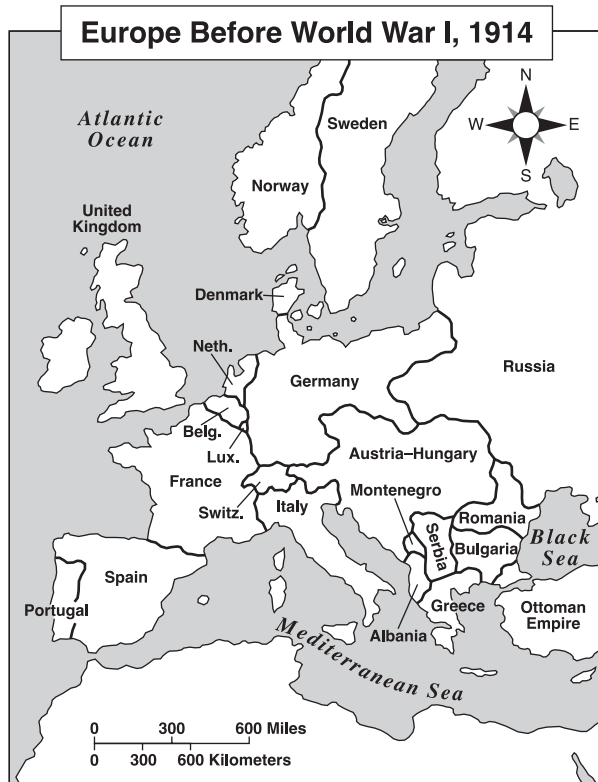 Europe Before World War I, 1914
N
W
E
S
Atlantic
Ocean
Sweden
Norway
United
Kingdom
Denmark
Neth.
Germany
Russia
Belg.
Lux.
Austria–Hungary
France
Montenegro
Switz.
Italy
Serbia
Romania
Black
Sea
Bulgaria
Spain
Portugal
Greece
Ottoman
Empire
Albania
Mediterranean Sea
0 300 600 Miles
0 300 600 Kilometers